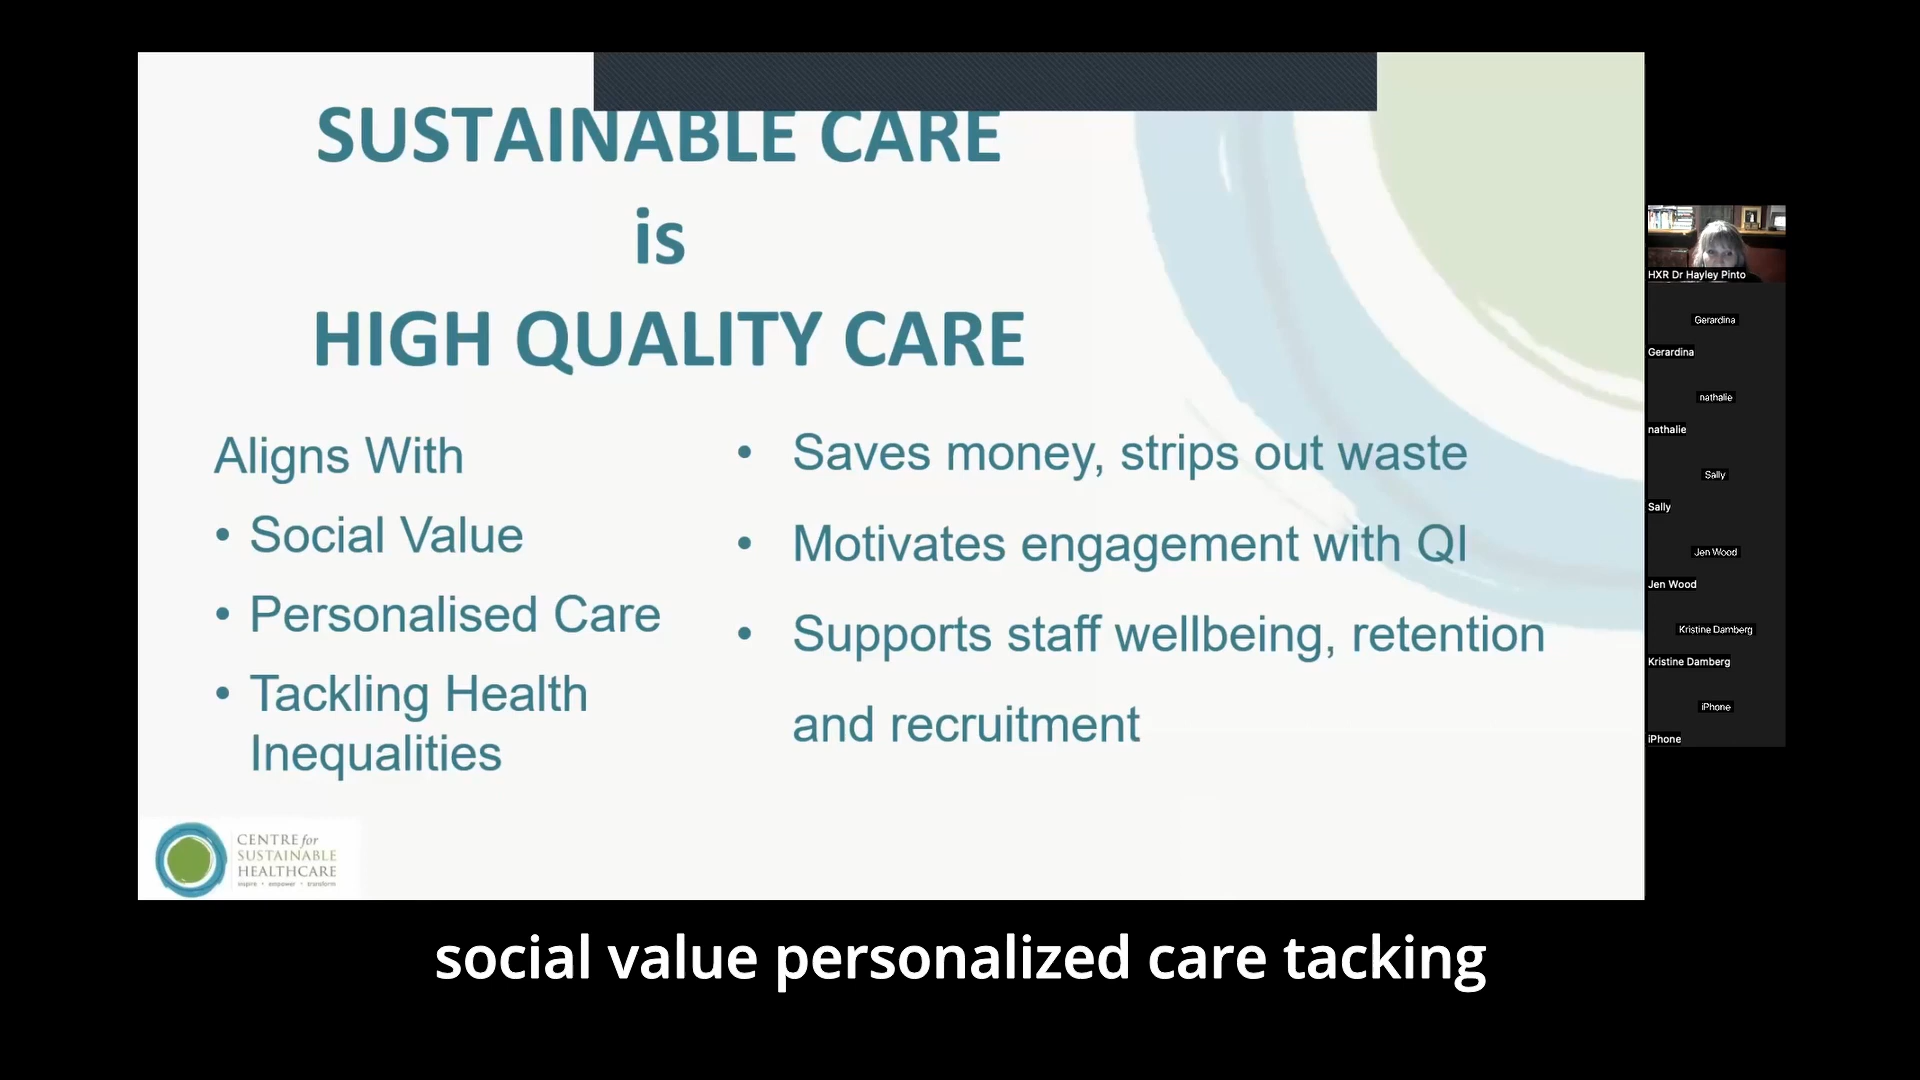 SUSTAINABLE CARE
is
HIGH QUALITY CARE
Aligns With
• Social Value
• Personalised Care
• Tackling Health
Inequalities
• Saves money, strips out waste
• Motivates engagement with QI
• Supports staff wellbeing, retention
and recruitment
CENTRE for
SUSTAINABLE
HEALTHCARE
inspire • empower • transform
HXR Dr Hayley Pinto
Gerardina
Gerardina
nathalie
nathalie
Sally
Sally
Jen Wood
Jen Wood
Kristine Damberg
Kristine Damberg
iPhone
iPhone
social value personalized care tacking